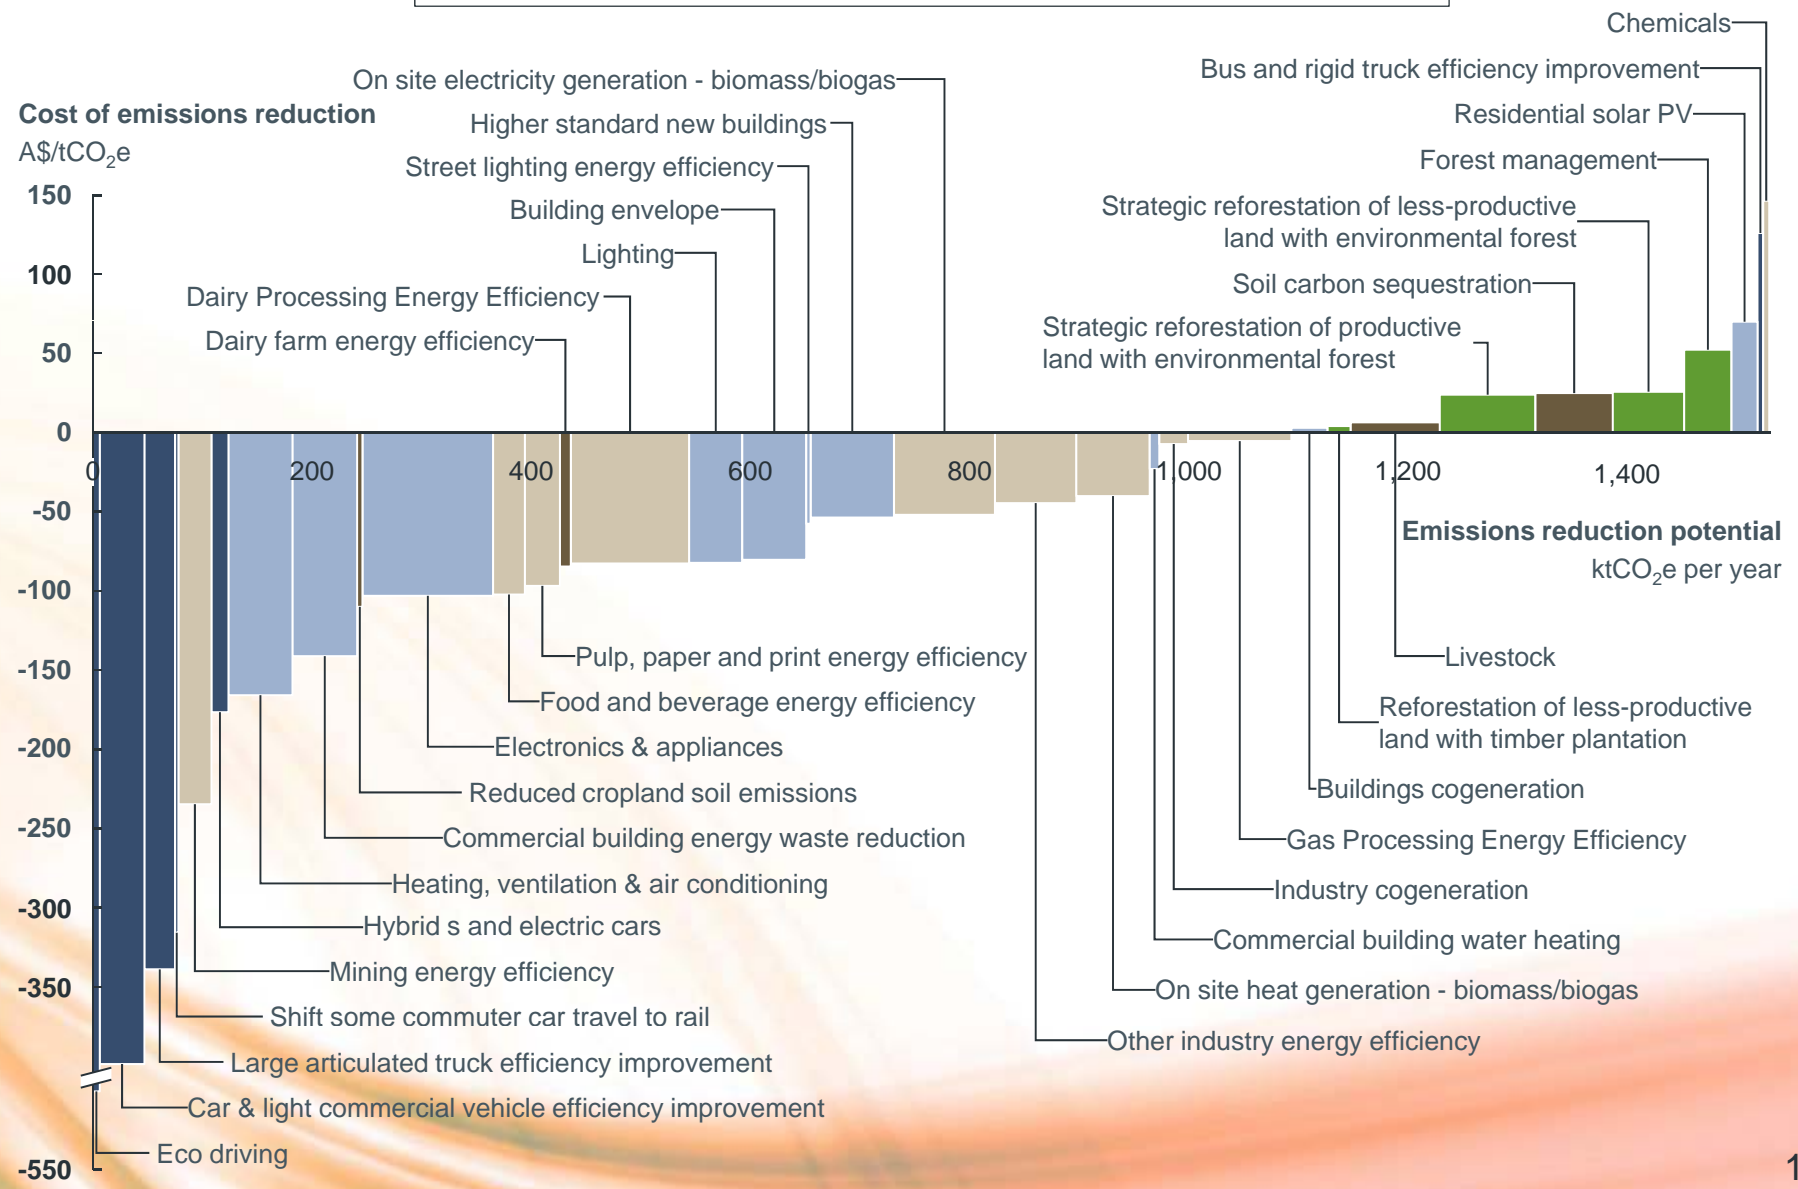 Chemicals
Bus and rigid truck efficiency improvement
On site electricity generation - biomass/biogas
Residential solar PV
Cost of emissions reduction
A$/tCO2e
Higher standard new buildings
Forest management
Street lighting energy efficiency
Strategic reforestation of less-productive
land with environmental forest
Building envelope
Lighting
Soil carbon sequestration
Dairy Processing Energy Efficiency
Strategic reforestation of productive
land with environmental forest
Dairy farm energy efficiency
150
100
50
0
-50
-100
-150
-200
-250
-300
-350
-550
0 200 400 600 800 1,000 1,200 1,400
Emissions reduction potential
ktCO2e per year
Pulp, paper and print energy efficiency
Food and beverage energy efficiency
Electronics & appliances
Reduced cropland soil emissions
Commercial building energy waste reduction
Heating, ventilation & air conditioning
Hybrid s and electric cars
Mining energy efficiency
Shift some commuter car travel to rail
Large articulated truck efficiency improvement
Car & light commercial vehicle efficiency improvement
Eco driving
Livestock
Reforestation of less-productive
land with timber plantation
Buildings cogeneration
Gas Processing Energy Efficiency
Industry cogeneration
Commercial building water heating
On site heat generation - biomass/biogas
Other industry energy efficiency